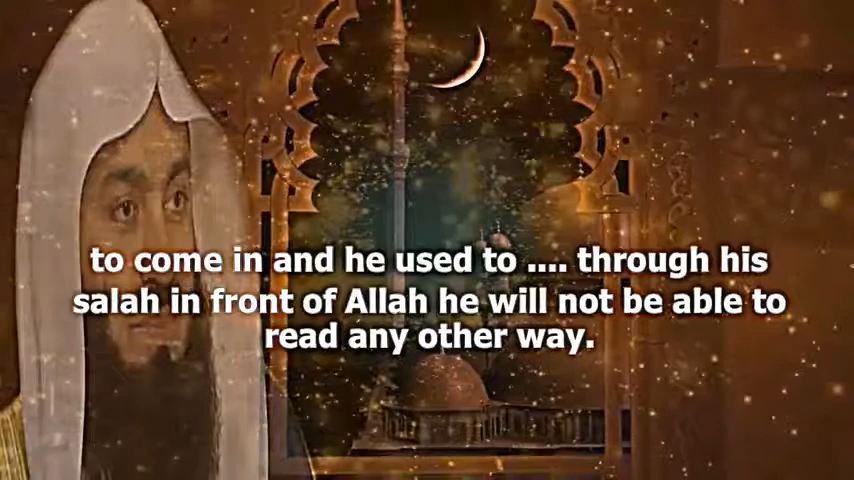 to come in and he used to .... through his
salah in front of Allah he will not be able to
read any other way.